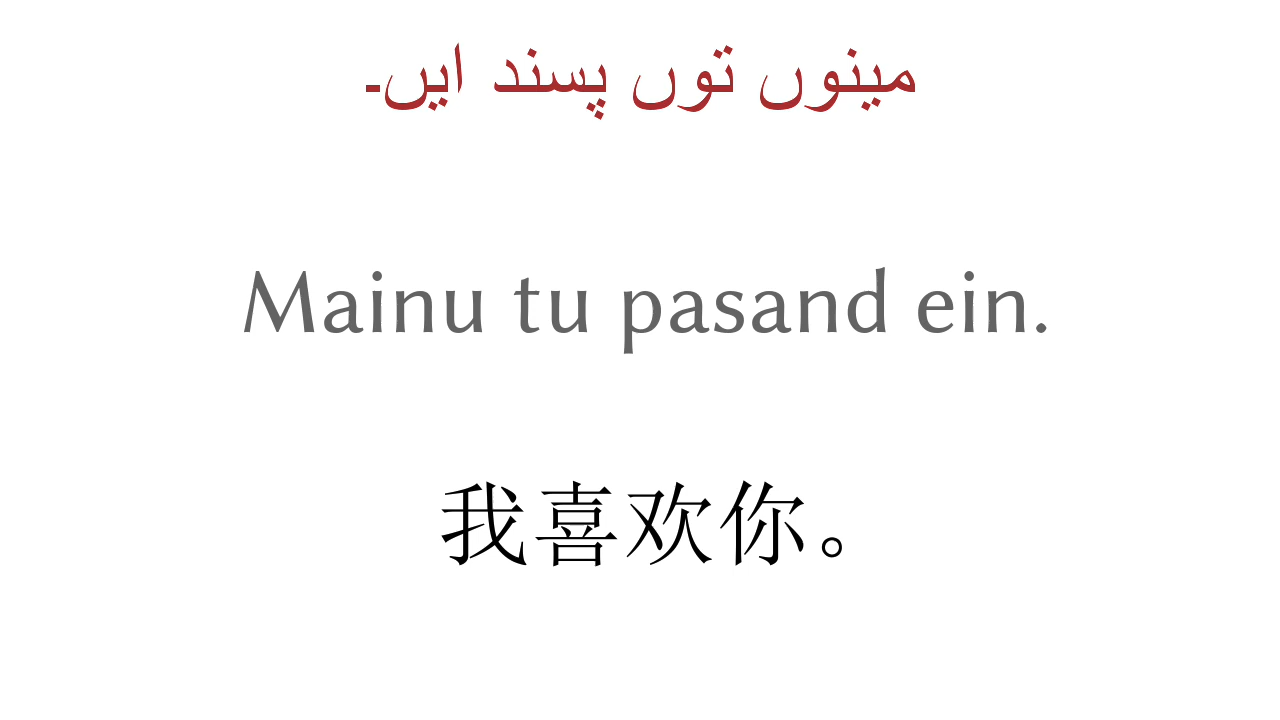 مینوں توں پسند ایں۔
Mainu tu pasand ein.
我喜欢你。